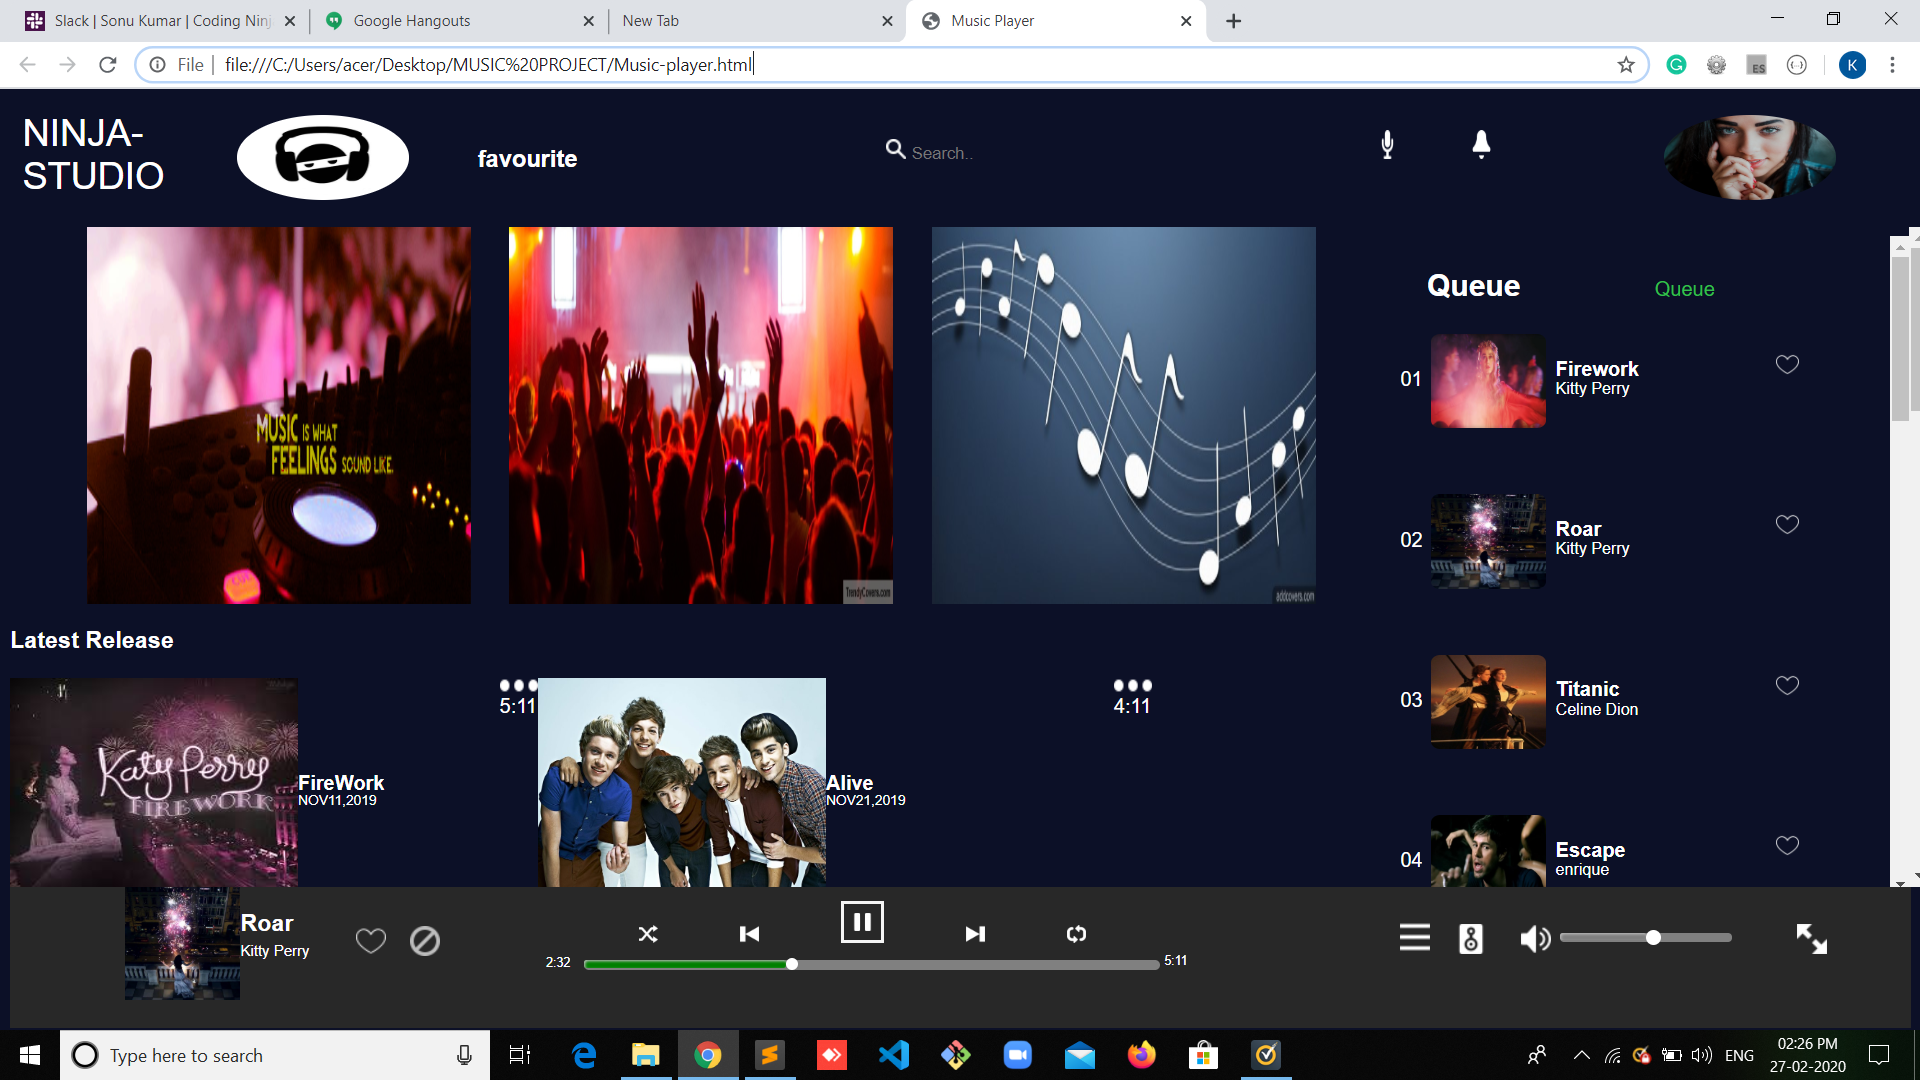 Slack | Sonu Kumar | Coding Ninj
Google Hangouts
New Tab
Music Player
File
file:///C:/Users/acer/Desktop/MUSIC%20PROJECT/Music-player.html
ES
K
NINJA-
STUDIO
favourite
Search..
MUSIC IS WHAT
FEELINGS SOUND LIKE.
TrendyCovers.com
addcovers.com
Queue
Queue
01
Firework
Kitty Perry
02
Roar
Kitty Perry
03
Titanic
Celine Dion
04
Escape
enrique
Latest Release
Katy Perry
FIREWORK
FireWork
NOV11,2019
5:11
Alive
NOV21,2019
4:11
Roar
Kitty Perry
2:32
5:11
Type here to search
ENG
02:26 PM
27-02-2020